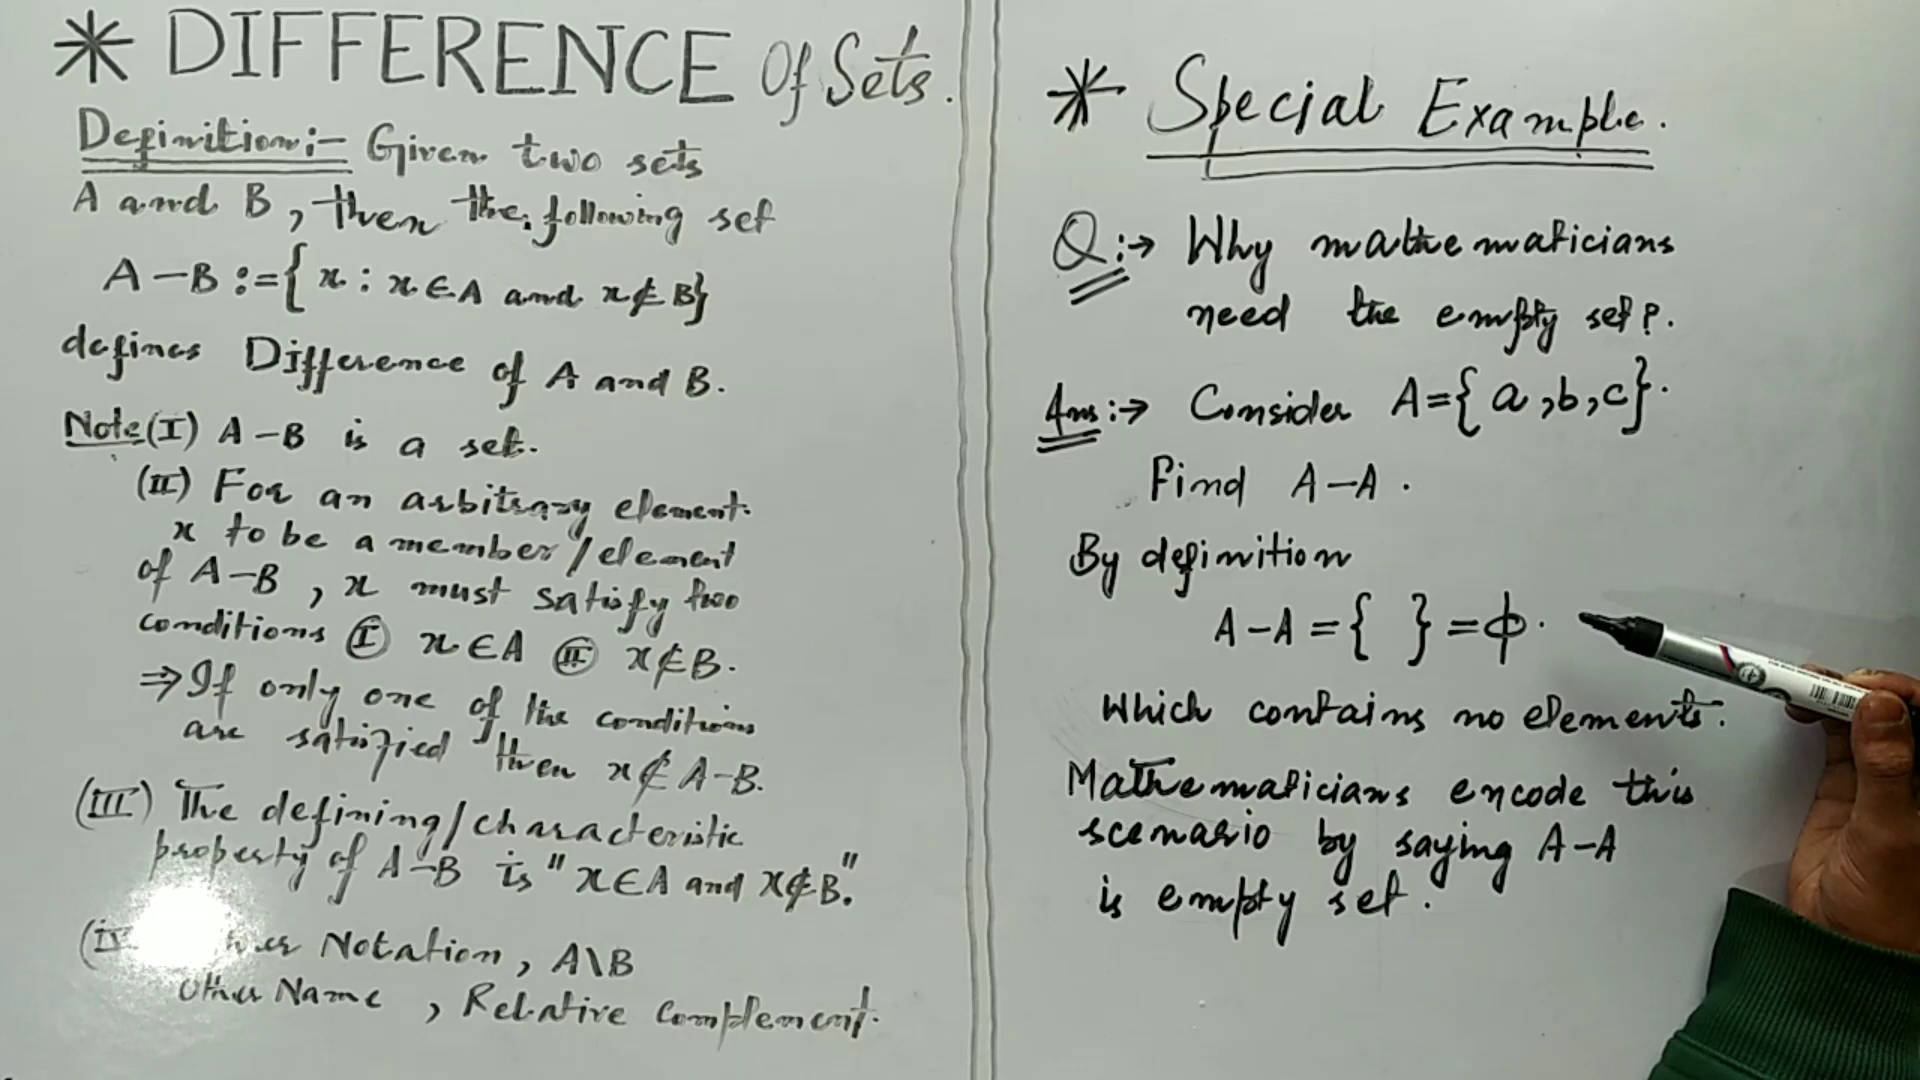 * DIFFERENCE Of Sets.
Definition:- Given two sets
A and B, then the following set
A-B := { x : x∈A and x∉B}
defines Difference of A and B.
Note (I) A-B is a set.
(II) For an arbitrary element
x to be a member/element
of A-B, x must satisfy two
conditions Ⓘ x∈A Ⓘⓘ x∉B.
⇒ If only one of the conditions
are satisfied then x∉A-B.
(III) The defining/characteristic
property of A-B is "x∈A and x∉B."
(IV Notation, A\B
Other Name, Relative Complement.
* Special Example.
Q:→ Why mathematicians
need the empty set?.
Ans:→ Consider A={a,b,c}.
Find A-A.
By definition
A-A = { } = ϕ.
Which contains no elements.
Mathematicians encode this
scenario by saying A-A
is empty set.